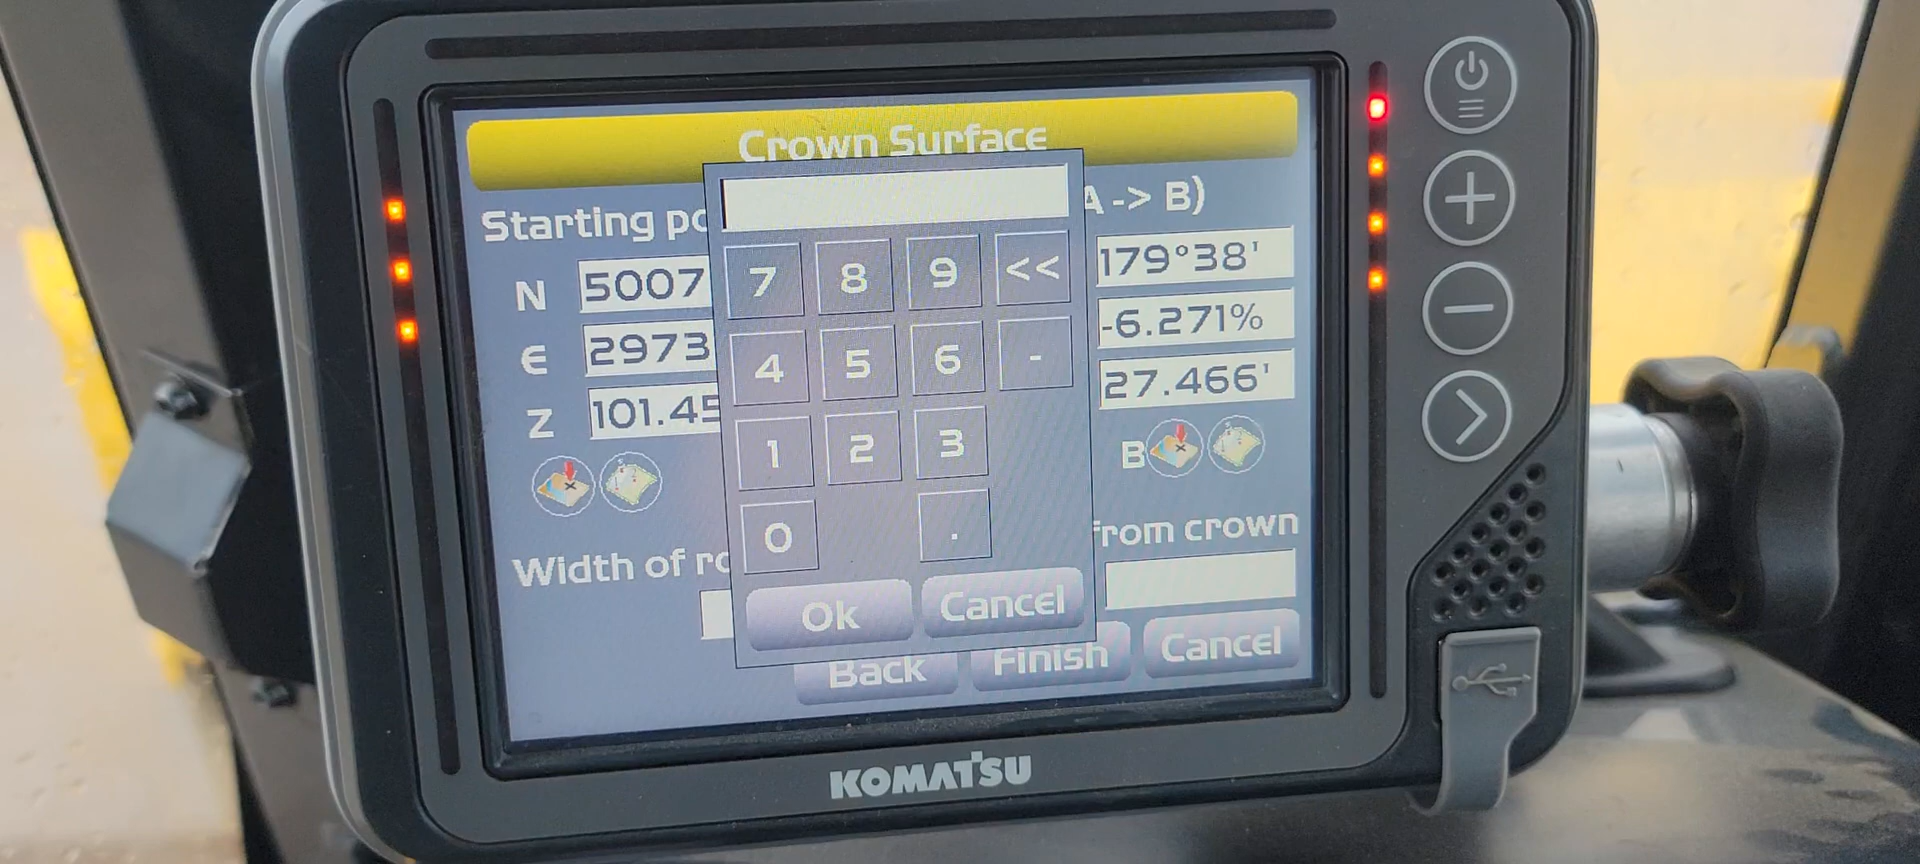 Crown Surface
Starting po
A -> B)
N 5007
179°38'
E 2973
-6.271%
Z 101.45
27.466'
7 8 9 <<
4 5 6 -
1 2 3
0 .
B
Width of ro
from crown
Ok Cancel
Back Finish Cancel
KOMATSU